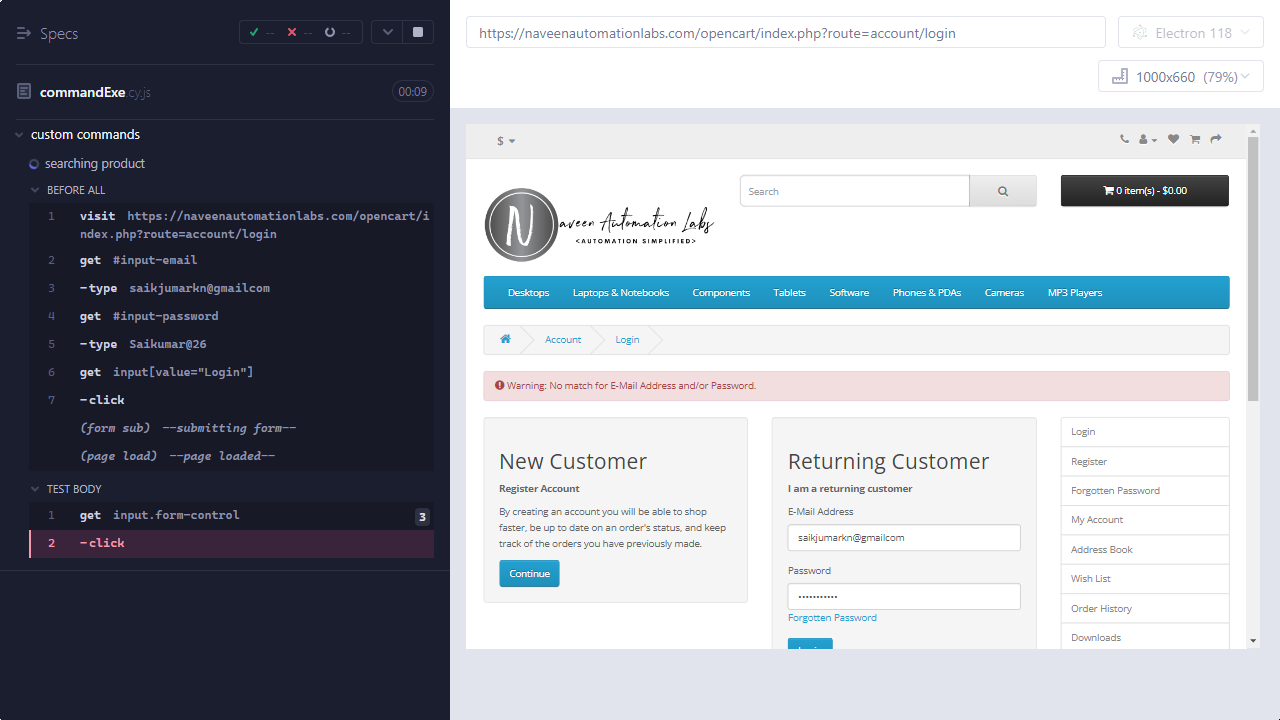 Specs
-- -- --
commandExe.cy.js
00:09
custom commands
searching product
BEFORE ALL
1 visit https://naveenautomationlabs.com/opencart/i
ndex.php?route=account/login
2 get #input-email
3 -type saikjumarkn@gmailcom
4 get #input-password
5 -type Saikumar@26
6 get input[value="Login"]
7 -click
(form sub) --submitting form--
(page load) --page loaded--
TEST BODY
1 get input.form-control 3
2 -click
https://naveenautomationlabs.com/opencart/index.php?route=account/login
Electron 118
1000x660 (79%)
$
N
Naveen Automation Labs
<AUTOMATION SIMPLIFIED>
Search
0 item(s) - $0.00
Desktops Laptops & Notebooks Components Tablets Software Phones & PDAs Cameras MP3 Players
Account Login
Warning: No match for E-Mail Address and/or Password.
New Customer
Register Account
By creating an account you will be able to shop
faster, be up to date on an order's status, and keep
track of the orders you have previously made.
Continue
Returning Customer
I am a returning customer
E-Mail Address
saikjumarkn@gmailcom
Password
•••••••••••
Forgotten Password
Login
Login
Register
Forgotten Password
My Account
Address Book
Wish List
Order History
Downloads